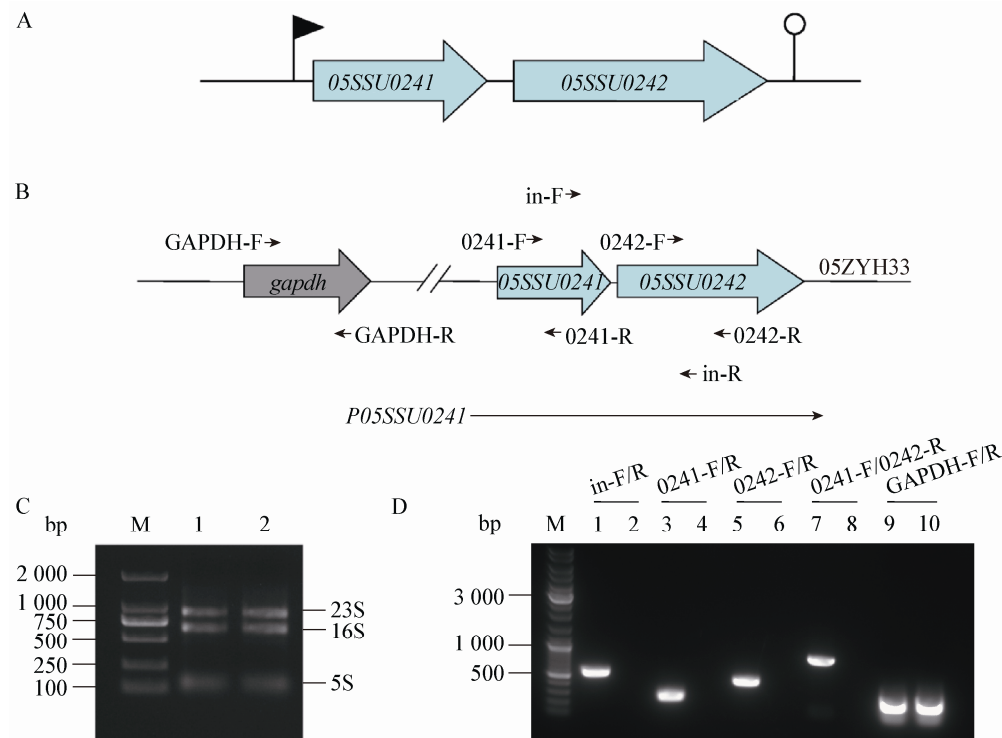 A
05SSU0241 05SSU0242
B
in-F
GAPDH-F 0241-F 0242-F
gapdh 05SSU0241 05SSU0242 05ZYH33
GAPDH-R 0241-R 0242-R
in-R
P05SSU0241
C
bp M 1 2
2 000
1 000
750
500
250
100
23S
16S
5S
D
in-F/R 0241-F/R 0242-F/R 0241-F/0242-R GAPDH-F/R
bp M 1 2 3 4 5 6 7 8 9 10
3 000
1 000
500